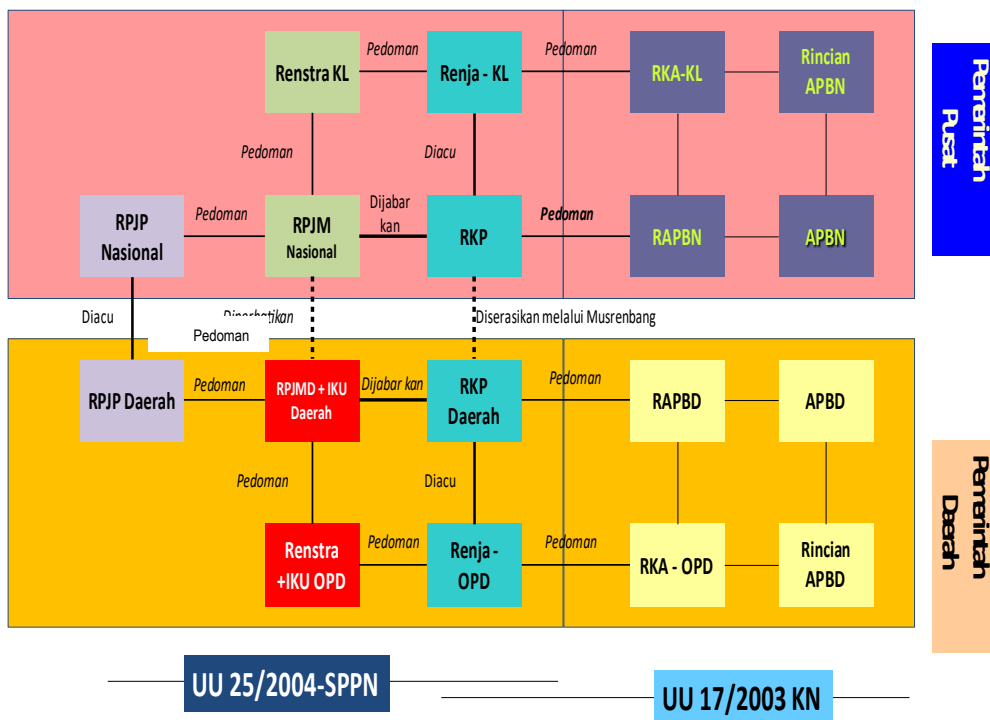 Pedoman
Pedoman
Renstra KL
Renja - KL
RKA-KL
Rincian
APBN
Pemerintah
Pusat
Pedoman
Diacu
RPJP
Nasional
Pedoman
RPJM
Nasional
Dijabar
kan
RKP
Pedoman
RAPBN
APBN
Diacu
Diserasikan melalui Musrenbang
Pedoman
RPJP Daerah
Pedoman
RPJMD + IKU
Daerah
Dijabar kan
RKP
Daerah
Pedoman
RAPBD
APBD
Pedoman
Diacu
Renstra
+IKU OPD
Pedoman
Renja -
OPD
Pedoman
RKA - OPD
Rincian
APBD
Pemerintah
Daerah
UU 25/2004-SPPN
UU 17/2003 KN